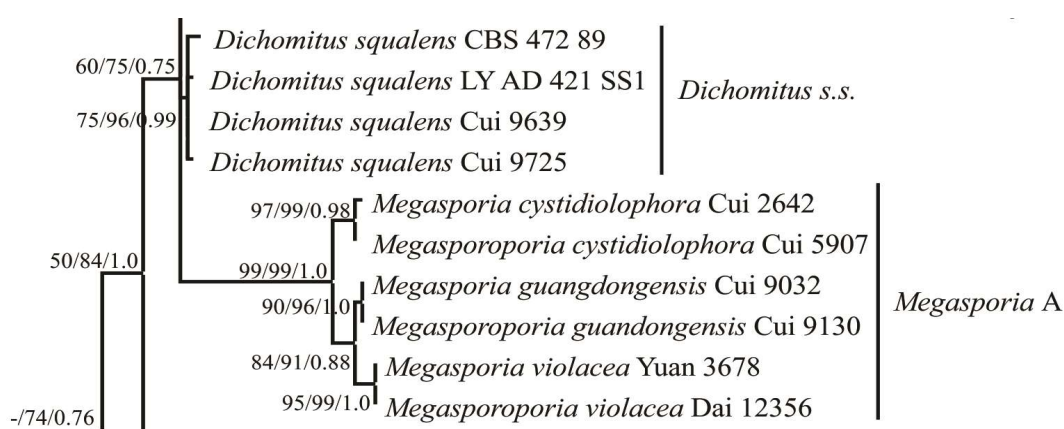 Dichomitus squalens CBS 472 89
60/75/0.75
Dichomitus squalens LY AD 421 SS1
Dichomitus s.s.
75/96/0.99
Dichomitus squalens Cui 9639
Dichomitus squalens Cui 9725
97/99/0.98
Megasporia cystidiolophora Cui 2642
Megasporoporia cystidiolophora Cui 5907
50/84/1.0
99/99/1.0
Megasporia guangdongensis Cui 9032
90/96/1.0
Megasporia A
Megasporoporia guandongensis Cui 9130
84/91/0.88
Megasporia violacea Yuan 3678
95/99/1.0
Megasporoporia violacea Dai 12356
-/74/0.76